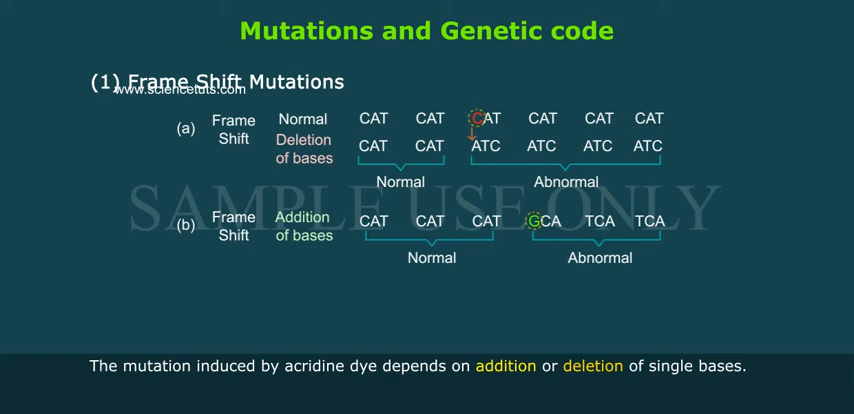 Mutations and Genetic code
(1) Frame Shift Mutations
www.sciencetuts.com
(a) Frame Shift Normal CAT CAT CAT CAT CAT CAT
Deletion of bases CAT CAT ATC ATC ATC ATC
Normal Abnormal
SAMPLE USE ONLY
(b) Frame Shift Addition of bases CAT CAT CAT GCA TCA TCA
Normal Abnormal
The mutation induced by acridine dye depends on addition or deletion of single bases.